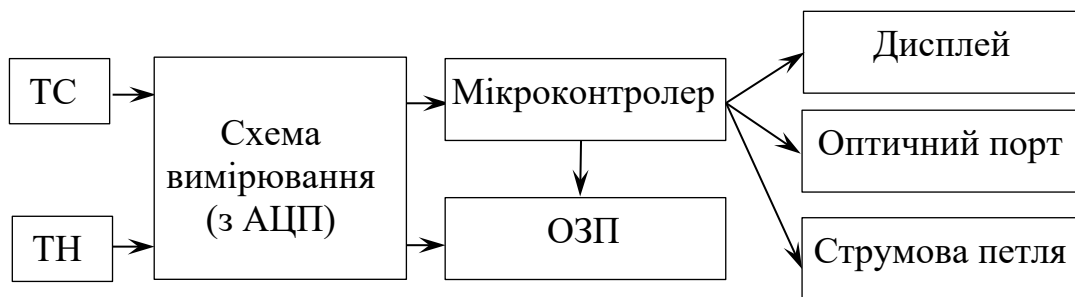 ТС
ТН
Схема
вимірювання
(з АЦП)
Мікроконтролер
ОЗП
Дисплей
Оптичний порт
Струмова петля